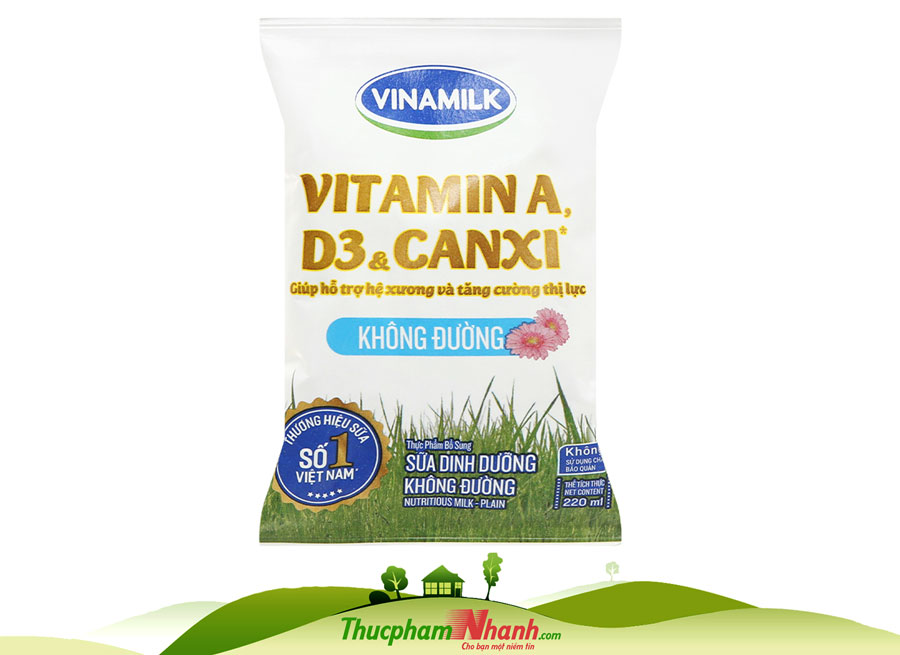 VINAMILK
VITAMIN A,
D3 & CANXI*
Giúp hỗ trợ hệ xương và tăng cường thị lực
KHÔNG ĐƯỜNG
THƯƠNG HIỆU SỮA
SỐ 1
VIỆT NAM*
Thực Phẩm Bổ Sung
SỮA DINH DƯỠNG
KHÔNG ĐƯỜNG
NUTRITIOUS MILK - PLAIN
Không
SỬ DỤNG CH
BẢO QUẢN
THỂ TÍCH THỰC
NET CONTENT
220 ml
ThucphamNhanh.com
Cho bạn một niềm tin